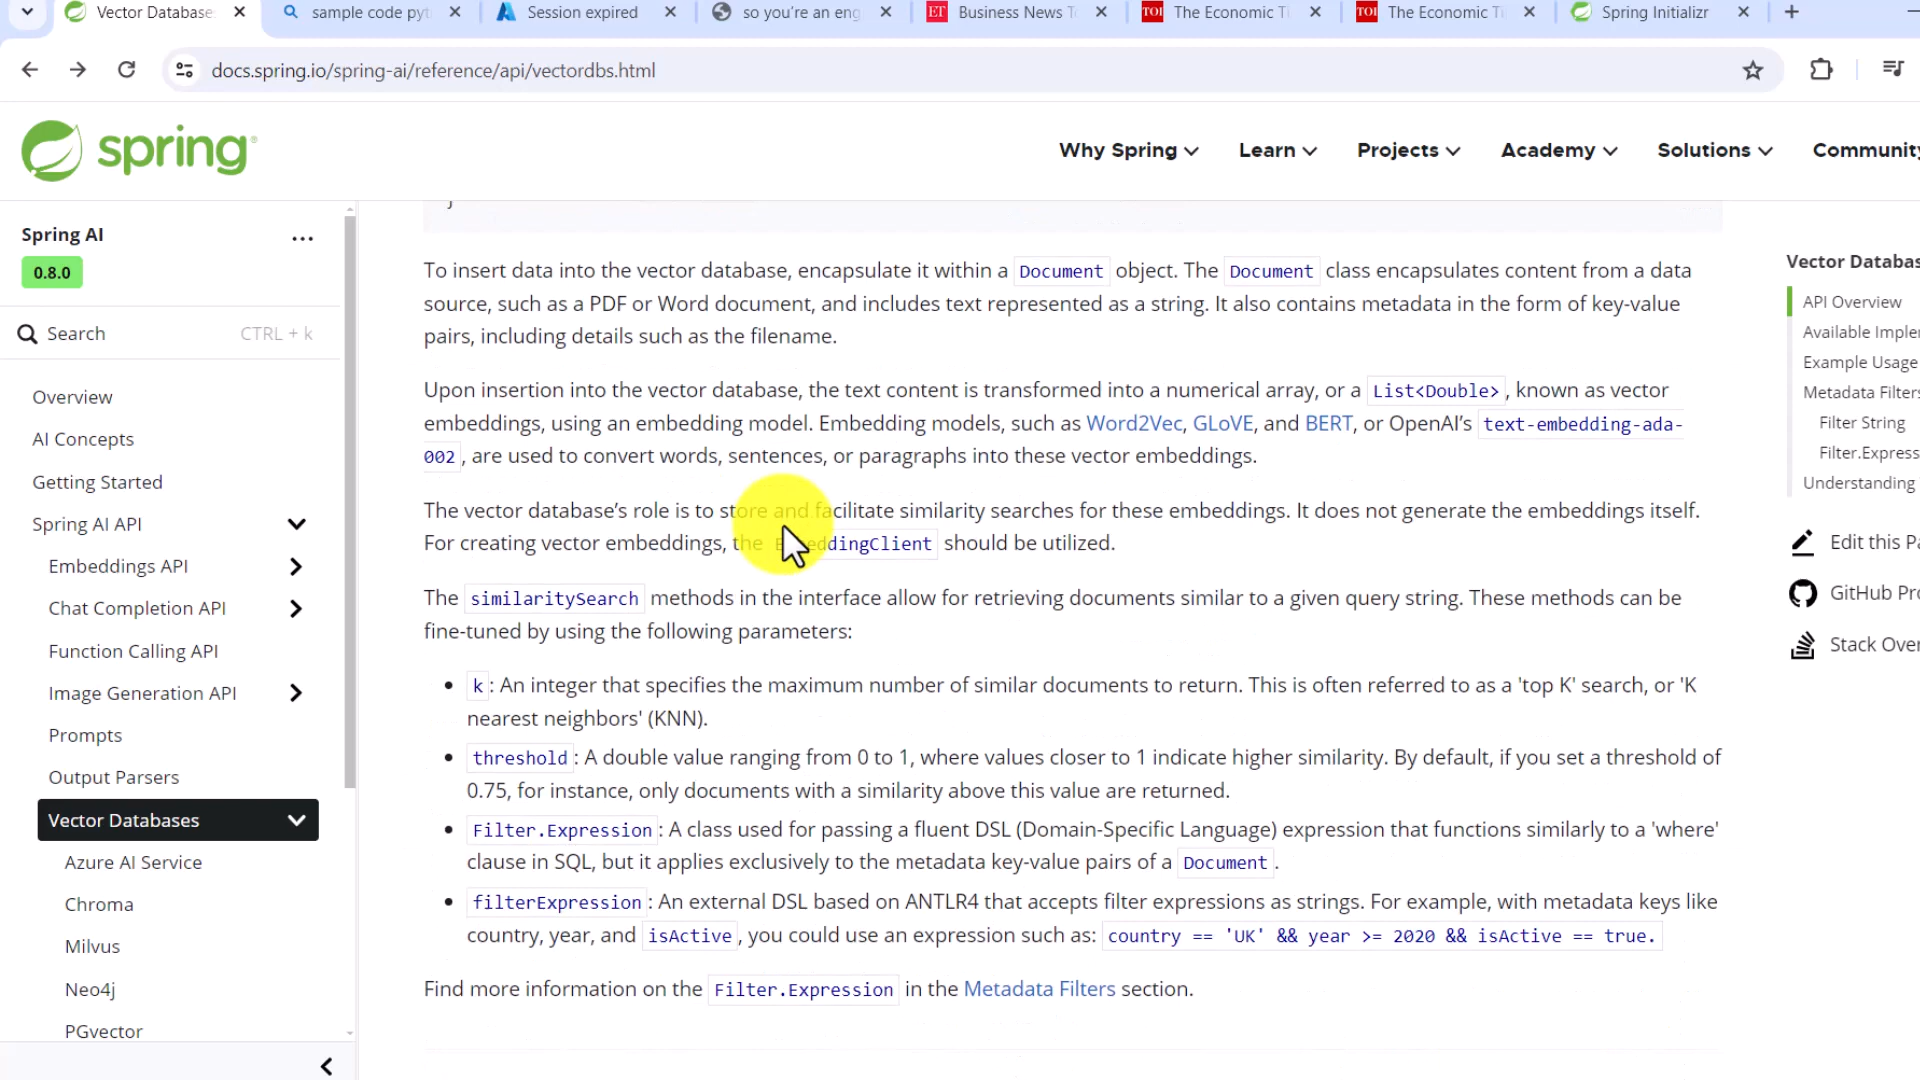 Vector Database
sample code pyt
Session expired
so you're an eng
ET
Business News T
TOI
The Economic Ti
TOI
The Economic Ti
Spring Initializr
docs.spring.io/spring-ai/reference/api/vectordbs.html
spring
Why Spring
Learn
Projects
Academy
Solutions
Community
Spring AI
0.8.0
Search
CTRL + k
Overview
AI Concepts
Getting Started
Spring AI API
Embeddings API
Chat Completion API
Function Calling API
Image Generation API
Prompts
Output Parsers
Vector Databases
Azure AI Service
Chroma
Milvus
Neo4j
PGvector
}
To insert data into the vector database, encapsulate it within a Document object. The Document class encapsulates content from a data
source, such as a PDF or Word document, and includes text represented as a string. It also contains metadata in the form of key-value
pairs, including details such as the filename.
Upon insertion into the vector database, the text content is transformed into a numerical array, or a List<Double>, known as vector
embeddings, using an embedding model. Embedding models, such as Word2Vec, GLoVE, and BERT, or OpenAI's text-embedding-ada-
002, are used to convert words, sentences, or paragraphs into these vector embeddings.
The vector database's role is to store and facilitate similarity searches for these embeddings. It does not generate the embeddings itself.
For creating vector embeddings, the EmbeddingClient should be utilized.
The similaritySearch methods in the interface allow for retrieving documents similar to a given query string. These methods can be
fine-tuned by using the following parameters:
• k: An integer that specifies the maximum number of similar documents to return. This is often referred to as a 'top K' search, or 'K
nearest neighbors' (KNN).
• threshold: A double value ranging from 0 to 1, where values closer to 1 indicate higher similarity. By default, if you set a threshold of
0.75, for instance, only documents with a similarity above this value are returned.
• Filter.Expression: A class used for passing a fluent DSL (Domain-Specific Language) expression that functions similarly to a 'where'
clause in SQL, but it applies exclusively to the metadata key-value pairs of a Document.
• filterExpression: An external DSL based on ANTLR4 that accepts filter expressions as strings. For example, with metadata keys like
country, year, and isActive, you could use an expression such as: country == 'UK' && year >= 2020 && isActive == true.
Find more information on the Filter.Expression in the Metadata Filters section.
Vector Databas
API Overview
Available Implem
Example Usage
Metadata Filters
Filter String
Filter.Express
Understanding
Edit this Pa
GitHub Pro
Stack Over